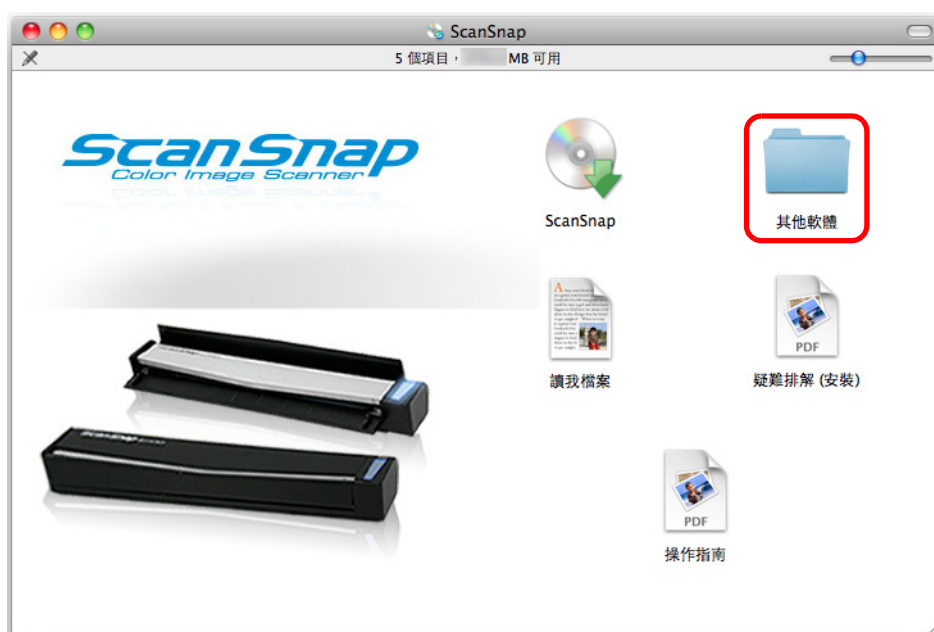 ScanSnap
5 個項目，MB 可用
ScanSnap
Color Image Scanner
ScanSnap
其他軟體
讀我檔案
PDF
疑難排解 (安裝)
PDF
操作指南